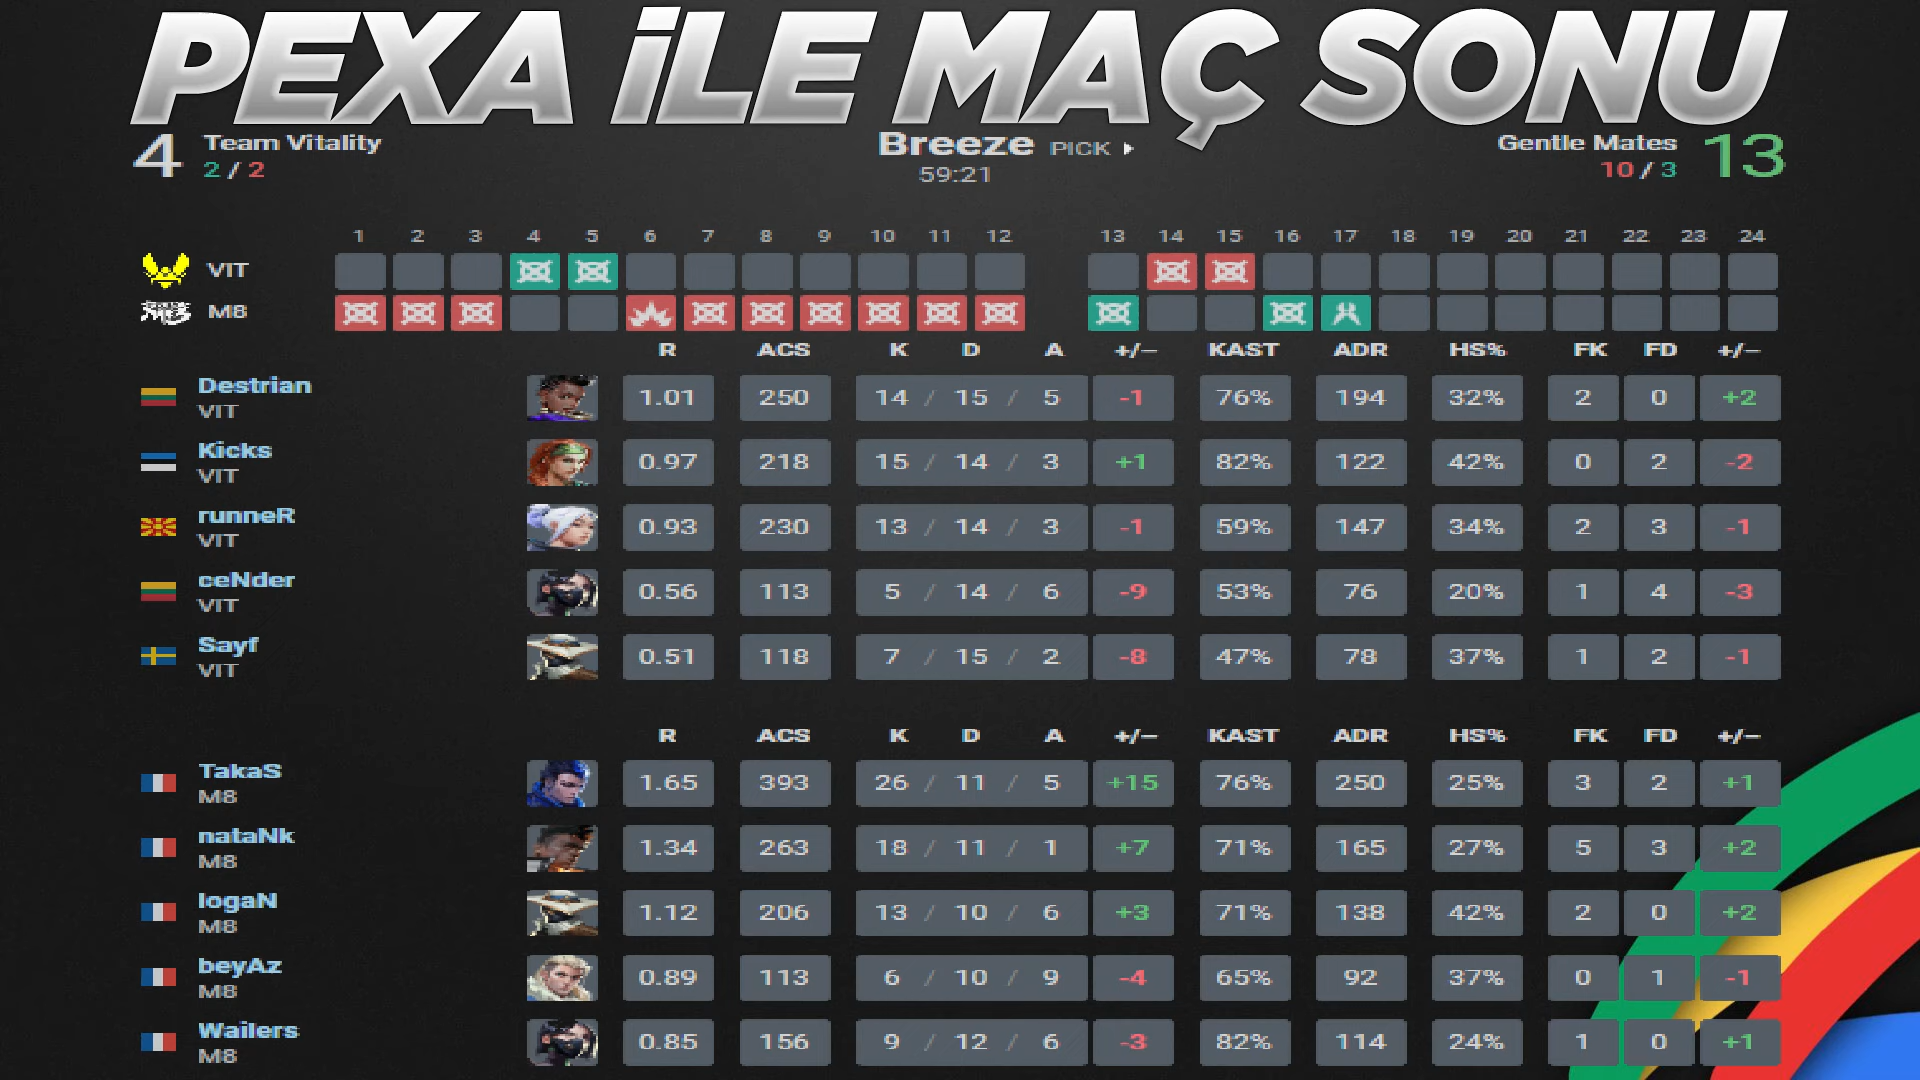 PEXA iLE MAÇ SONU
4 Team Vitality Breeze PICK Gentle Mates 13
2 / 2 59:21 10 / 3
1 2 3 4 5 6 7 8 9 10 11 12 13 14 15 16 17 18 19 20 21 22 23 24
VIT
M8
R ACS K D A +/– KAST ADR HS% FK FD +/–
Destrian VIT 1.01 250 14 / 15 / 5 -1 76% 194 32% 2 0 +2
Kicks VIT 0.97 218 15 / 14 / 3 +1 82% 122 42% 0 2 -2
runneR VIT 0.93 230 13 / 14 / 3 -1 59% 147 34% 2 3 -1
ceNder VIT 0.56 113 5 / 14 / 6 -9 53% 76 20% 1 4 -3
Sayf VIT 0.51 118 7 / 15 / 2 -8 47% 78 37% 1 2 -1
R ACS K D A +/– KAST ADR HS% FK FD +/–
TakaS M8 1.65 393 26 / 11 / 5 +15 76% 250 25% 3 2 +1
nataNk M8 1.34 263 18 / 11 / 1 +7 71% 165 27% 5 3 +2
logaN M8 1.12 206 13 / 10 / 6 +3 71% 138 42% 2 0 +2
beyAz M8 0.89 113 6 / 10 / 9 -4 65% 92 37% 0 1 -1
Wailers M8 0.85 156 9 / 12 / 6 -3 82% 114 24% 1 0 +1